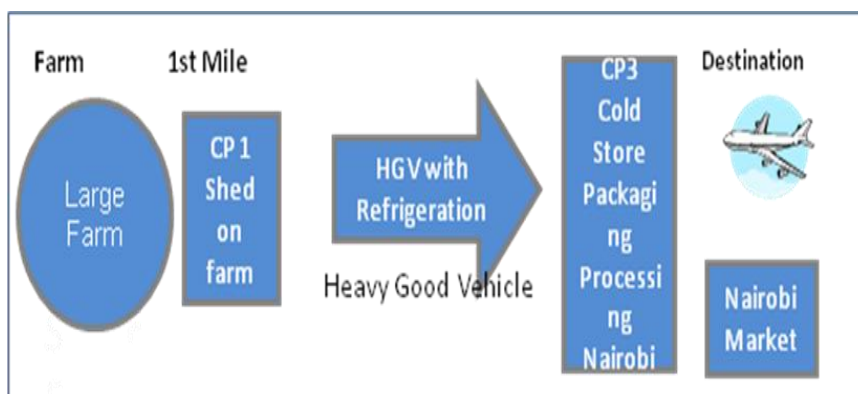 Farm
1st Mile
Destination
Large
Farm
CP 1
Shed
on
farm
HGV with
Refrigeration
Heavy Good Vehicle
CP3
Cold
Store
Packagi
ng
Processi
ng
Nairobi
Nairobi
Market